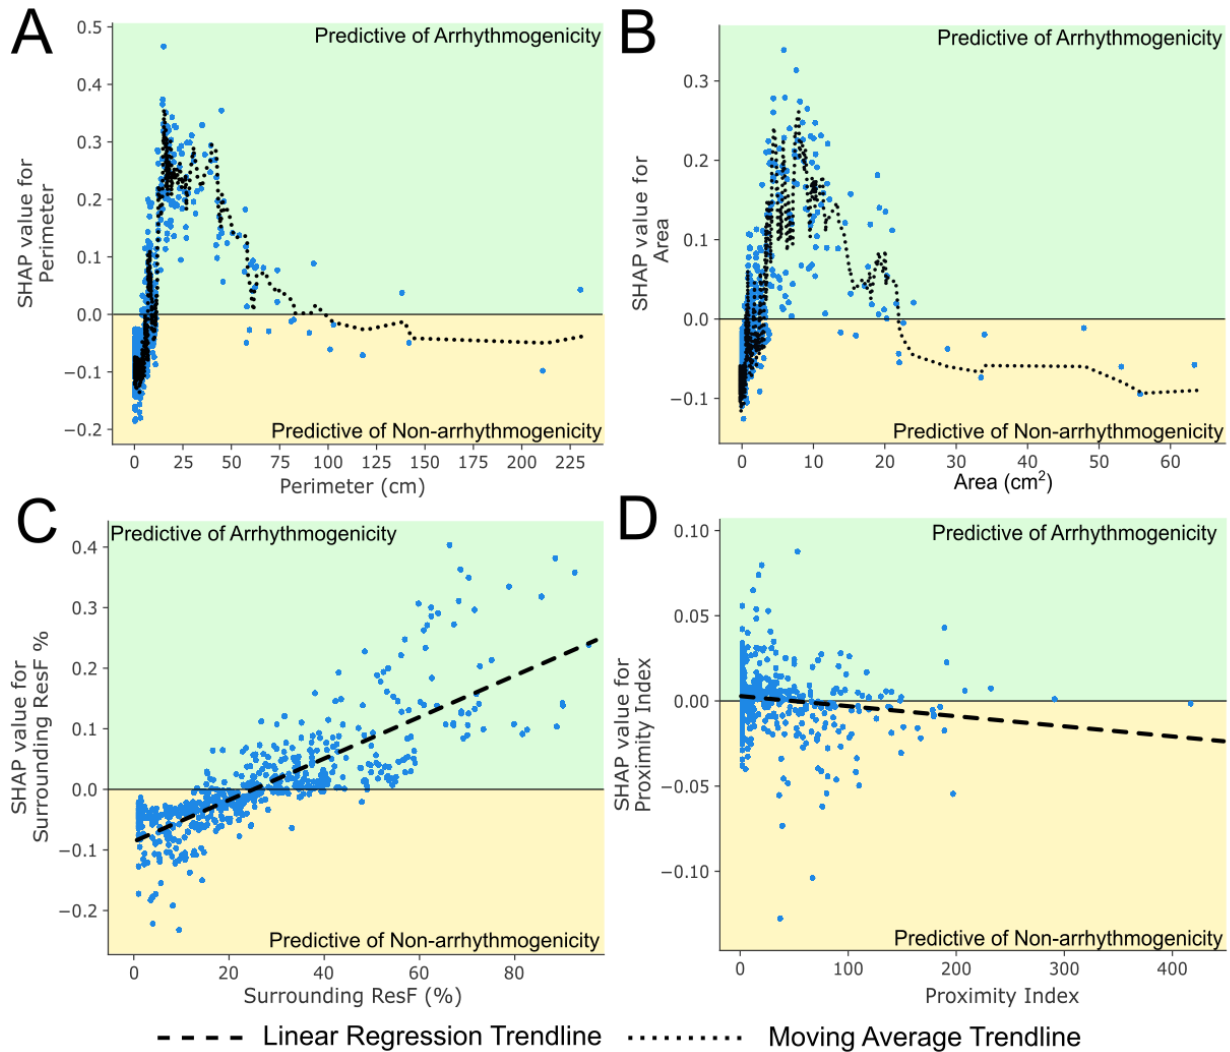 A
Predictive of Arrhythmogenicity
0.5
0.4
0.3
0.2
0.1
0.0
−0.1
−0.2
SHAP value for
Perimeter
Predictive of Non-arrhythmogenicity
0 25 50 75 100 125 150 175 200 225
Perimeter (cm)
B
Predictive of Arrhythmogenicity
0.3
0.2
0.1
0.0
−0.1
SHAP value for
Area
Predictive of Non-arrhythmogenicity
0 10 20 30 40 50 60
Area (cm²)
C
Predictive of Arrhythmogenicity
0.4
0.3
0.2
0.1
0.0
−0.1
−0.2
SHAP value for
Surrounding ResF %
Predictive of Non-arrhythmogenicity
0 20 40 60 80
Surrounding ResF (%)
D
Predictive of Arrhythmogenicity
0.10
0.05
0.00
−0.05
−0.10
SHAP value for
Proximity Index
Predictive of Non-arrhythmogenicity
0 100 200 300 400
Proximity Index
Linear Regression Trendline
Moving Average Trendline